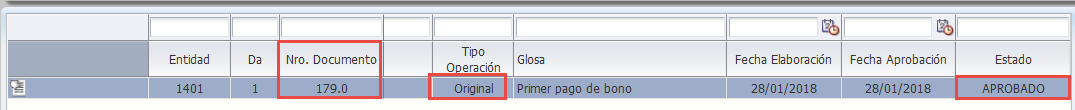 Entidad Da Nro. Documento Tipo Operación Glosa Fecha Elaboración Fecha Aprobación Estado
1401 1 179.0 Original Primer pago de bono 28/01/2018 28/01/2018 APROBADO